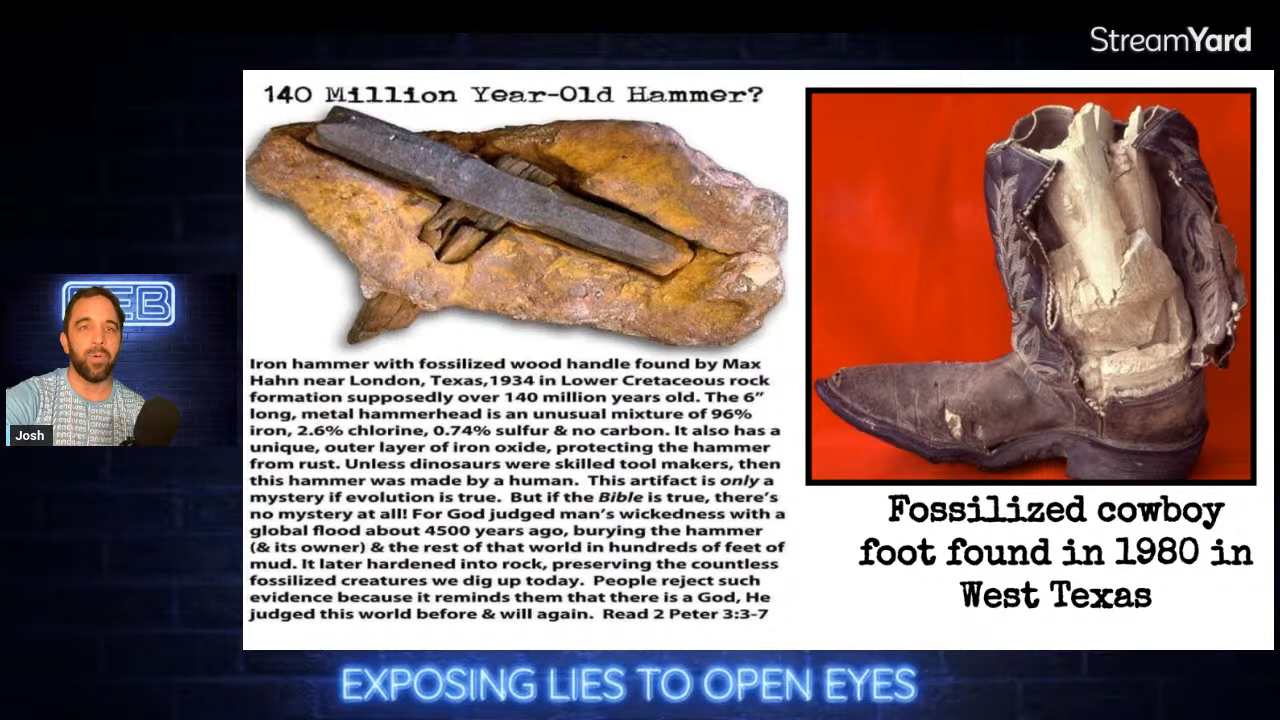 StreamYard
140 Million Year-Old Hammer?
Iron hammer with fossilized wood handle found by Max
Hahn near London, Texas,1934 in Lower Cretaceous rock
formation supposedly over 140 million years old. The 6”
long, metal hammerhead is an unusual mixture of 96%
iron, 2.6% chlorine, 0.74% sulfur & no carbon. It also has a
unique, outer layer of iron oxide, protecting the hammer
from rust. Unless dinosaurs were skilled tool makers, then
this hammer was made by a human.  This artifact is only a
mystery if evolution is true.  But if the Bible is true, there’s
no mystery at all! For God judged man’s wickedness with a
global flood about 4500 years ago, burying the hammer
(& its owner) & the rest of that world in hundreds of feet of
mud. It later hardened into rock, preserving the countless
fossilized creatures we dig up today.  People reject such
evidence because it reminds them that there is a God, He
judged this world before & will again.  Read 2 Peter 3:3-7
Fossilized cowboy
foot found in 1980 in
West Texas
Josh
EXPOSING LIES TO OPEN EYES